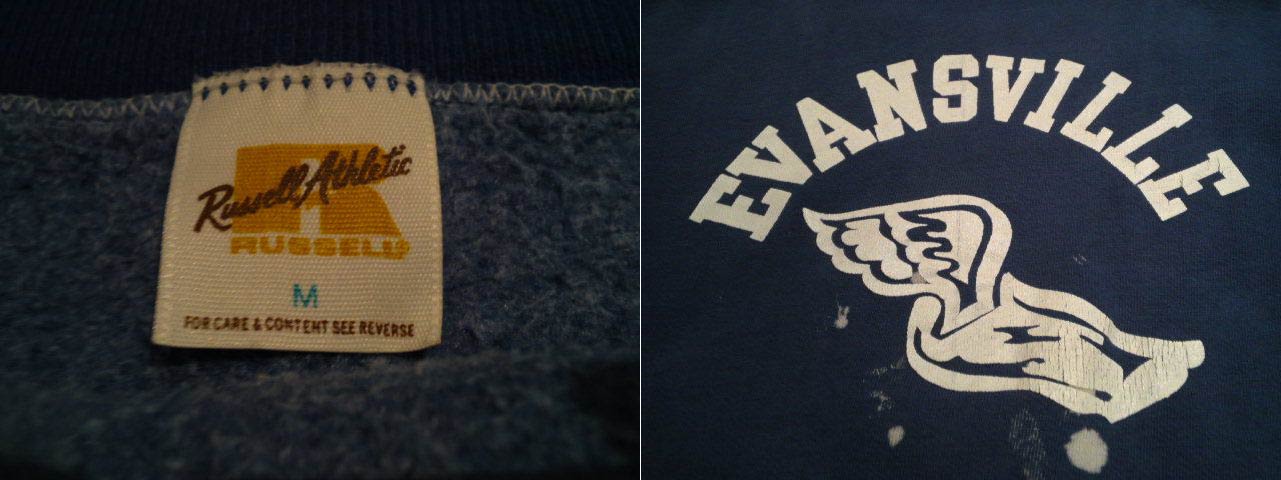 Russell Athletic
RUSSELL
M
FOR CARE & CONTENT SEE REVERSE
EVANSVILLE